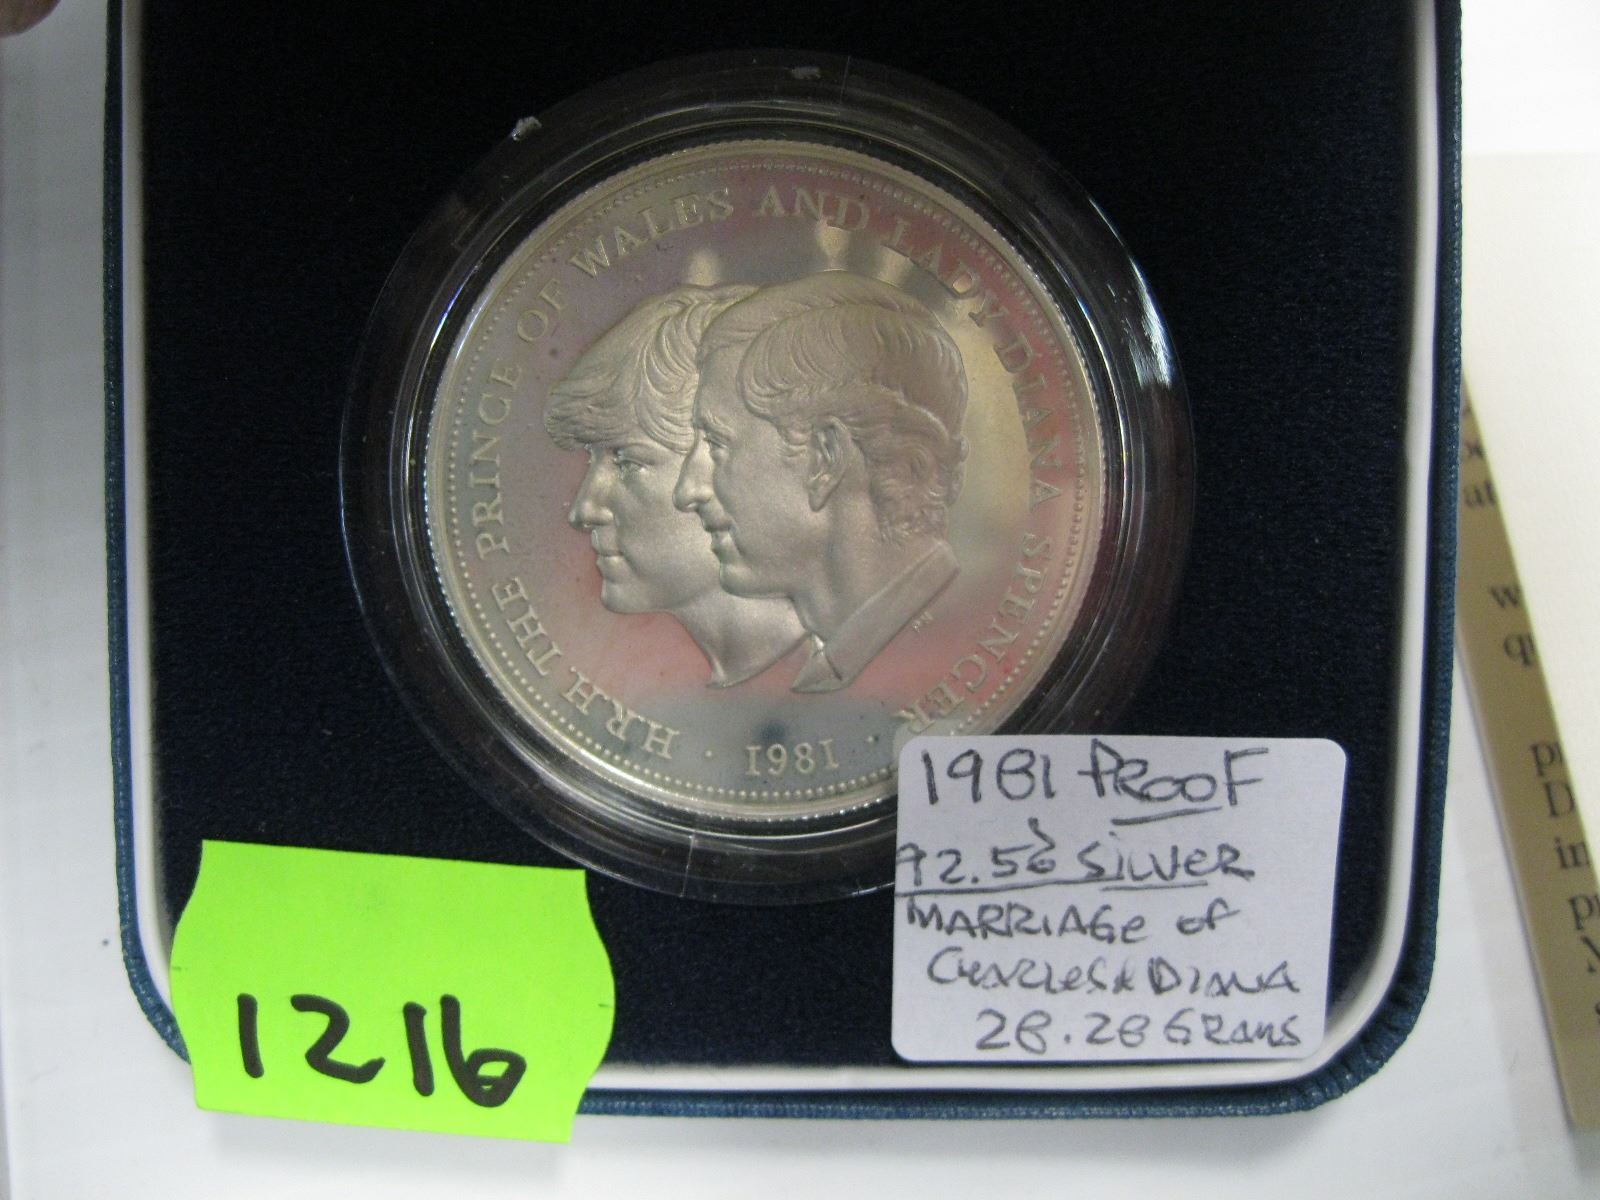 H.R.H. THE PRINCE OF WALES AND LADY DIANA SPENCER
· 1981 ·
1981 PROOF
92.5% SILVER
MARRIAGE of
CHARLES & DIANA
28.28 GRAMS
1216